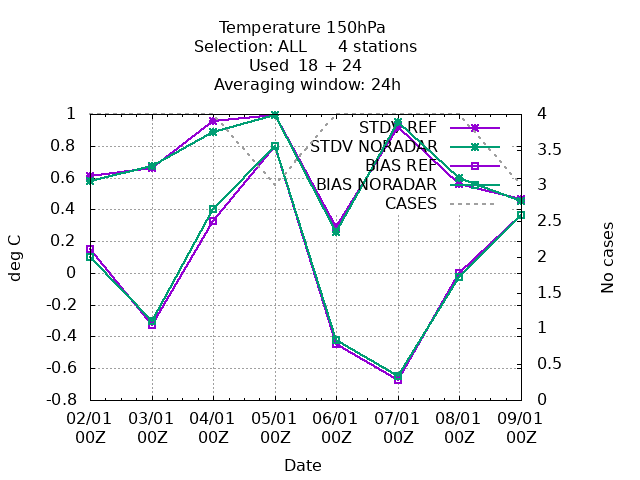 Temperature 150hPa
Selection: ALL 4 stations
Used 18 + 24
Averaging window: 24h
STDV REF
STDV NORADAR
BIAS REF
BIAS NORADAR
CASES
1
0.8
0.6
0.4
0.2
0
-0.2
-0.4
-0.6
-0.8
4
3.5
3
2.5
2
1.5
1
0.5
0
deg C
No cases
02/01 03/01 04/01 05/01 06/01 07/01 08/01 09/01
00Z 00Z 00Z 00Z 00Z 00Z 00Z 00Z
Date